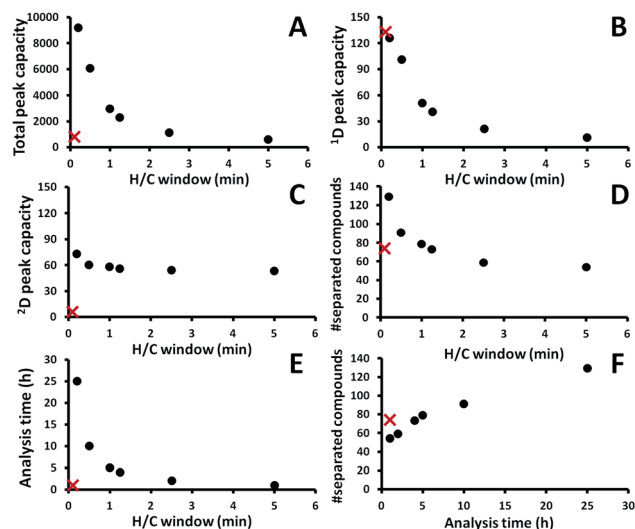 A
Total peak capacity
10000
8000
6000
4000
2000
0
0 1 2 3 4 5 6
H/C window (min)
B
¹D peak capacity
150
120
90
60
30
0
0 1 2 3 4 5 6
H/C window (min)
C
²D peak capacity
150
120
90
60
30
0
0 1 2 3 4 5 6
H/C window (min)
D
#separated compounds
140
120
100
80
60
40
20
0
0 1 2 3 4 5 6
H/C window (min)
E
Analysis time (h)
30
25
20
15
10
5
0
0 1 2 3 4 5 6
H/C window (min)
F
#separated compounds
140
120
100
80
60
40
20
0
0 5 10 15 20 25 30
Analysis time (h)